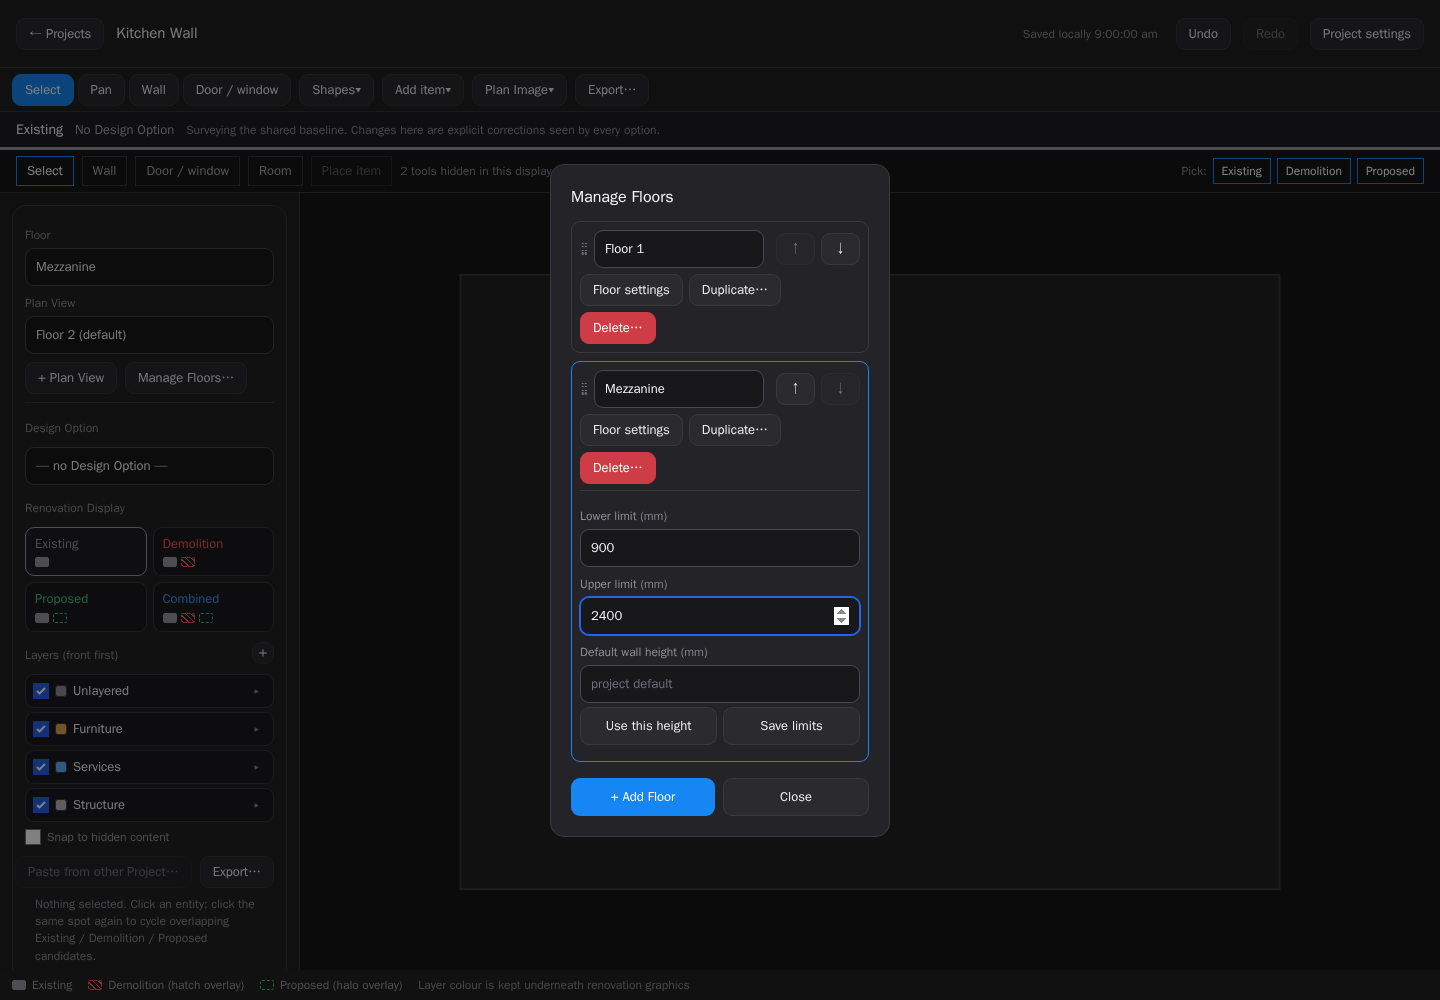 ← Projects
Kitchen Wall
Saved locally 9:00:00 am
Undo
Redo
Project settings
Select
Pan
Wall
Door / window
Shapes▾
Add item▾
Plan Image▾
Export···
Existing
No Design Option
Surveying the shared baseline. Changes here are explicit corrections seen by every option.
Select
Wall
Door / window
Room
Place item
2 tools hidden in this display
Pick:
Existing
Demolition
Proposed
Floor
Mezzanine
Plan View
Floor 2 (default)
+ Plan View
Manage Floors···
Design Option
— no Design Option —
Renovation Display
Existing
Demolition
Proposed
Combined
Layers (front first)
+
Unlayered
Furniture
Services
Structure
Snap to hidden content
Paste from other Project···
Export···
Nothing selected. Click an entity; click the
same spot again to cycle overlapping
Existing / Demolition / Proposed
candidates.
Manage Floors
Floor 1
↑
↓
Floor settings
Duplicate···
Delete···
Mezzanine
↑
↓
Floor settings
Duplicate···
Delete···
Lower limit (mm)
900
Upper limit (mm)
2400
Default wall height (mm)
project default
Use this height
Save limits
+ Add Floor
Close
Existing
Demolition (hatch overlay)
Proposed (halo overlay)
Layer colour is kept underneath renovation graphics